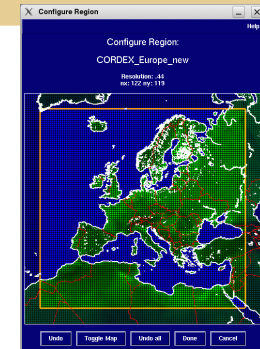 Configure Region
Help
Configure Region:
CORDEX_Europe_new
Resolution: .44
nx: 122 ny: 119
Undo
Toggle Map
Undo all
Done
Cancel